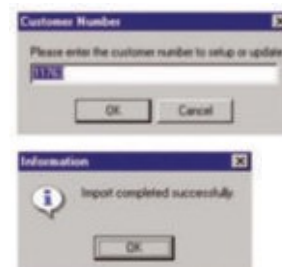 Customer Number
Please enter the customer number to setup or update
OK
Cancel
Information
Import completed successfully
OK